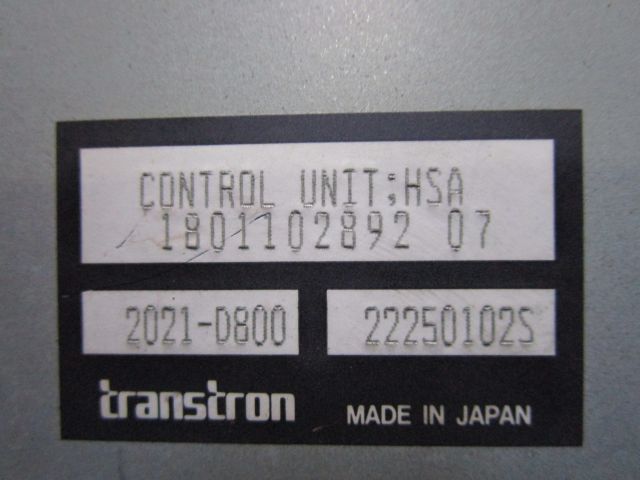 CONTROL UNIT;HSA
1801102892 07
2021-D800
22250102S
transtron
MADE IN JAPAN